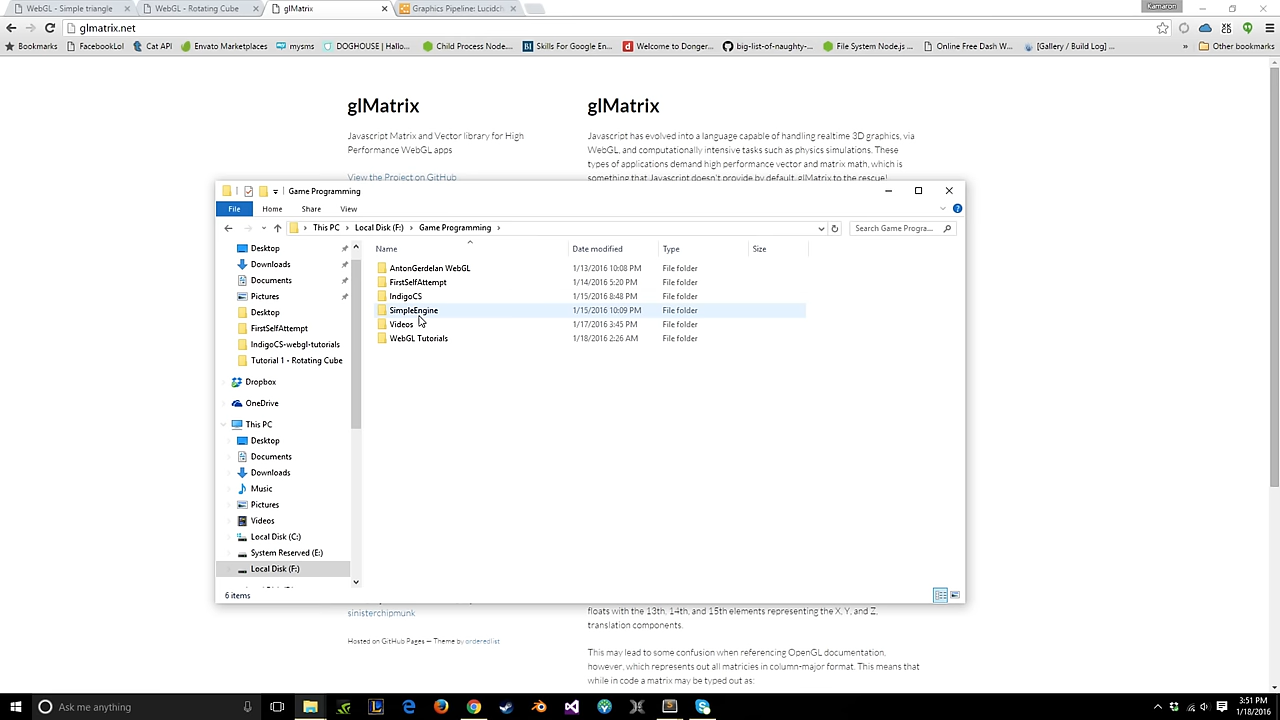 WebGL - Simple triangle
WebGL - Rotating Cube
glMatrix
Graphics Pipeline: Lucidch
Kamaron
glmatrix.net
Bookmarks
FacebookLol
Cat API
Envato Marketplaces
mysms
DOGHOUSE | Hallo...
Child Process Node....
Skills For Google En...
Welcome to Donger...
big-list-of-naughty-...
File System Node.js ...
Online Free Dash W...
[Gallery / Build Log] ...
Other bookmarks
glMatrix
Javascript Matrix and Vector library for High
Performance WebGL apps
View the Project on GitHub
glMatrix
Javascript has evolved into a language capable of handling realtime 3D graphics, via
WebGL, and computationally intensive tasks such as physics simulations. These
types of applications demand high performance vector and matrix math, which is
something that Javascript doesn't provide by default. glMatrix to the rescue!
Game Programming
File
Home
Share
View
This PC
Local Disk (F:)
Game Programming
Search Game Progra...
Desktop
Downloads
Documents
Pictures
Desktop
FirstSelfAttempt
IndigoCS-webgl-tutorials
Tutorial 1 - Rotating Cube
Dropbox
OneDrive
This PC
Desktop
Documents
Downloads
Music
Pictures
Videos
Local Disk (C:)
System Reserved (E:)
Local Disk (F:)
Name Date modified Type Size
AntonGerdelan WebGL 1/13/2016 10:08 PM File folder
FirstSelfAttempt 1/14/2016 5:20 PM File folder
IndigoCS 1/15/2016 8:48 PM File folder
SimpleEngine 1/15/2016 10:09 PM File folder
Videos 1/17/2016 3:45 PM File folder
WebGL Tutorials 1/18/2016 2:26 AM File folder
6 items
sinisterchipmunk
Hosted on GitHub Pages — Theme by orderedlist
floats with the 13th, 14th, and 15th elements representing the X, Y, and Z,
translation components.
This may lead to some confusion when referencing OpenGL documentation,
however, which represents out all matricies in column-major format. This means that
while in code a matrix may be typed out as:
Ask me anything
3:51 PM
1/18/2016